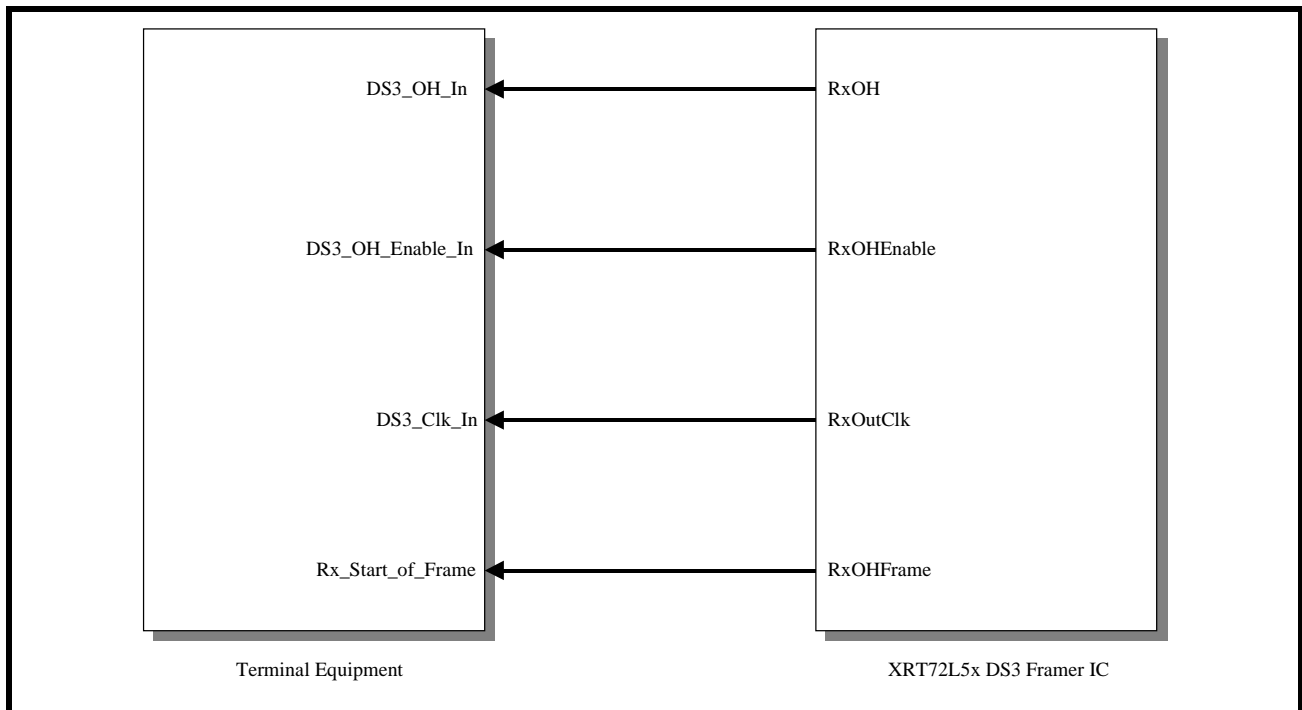 DS3_OH_In
RxOH
DS3_OH_Enable_In
RxOHEnable
DS3_Clk_In
RxOutClk
Rx_Start_of_Frame
RxOHFrame
Terminal Equipment
XRT72L5x DS3 Framer IC